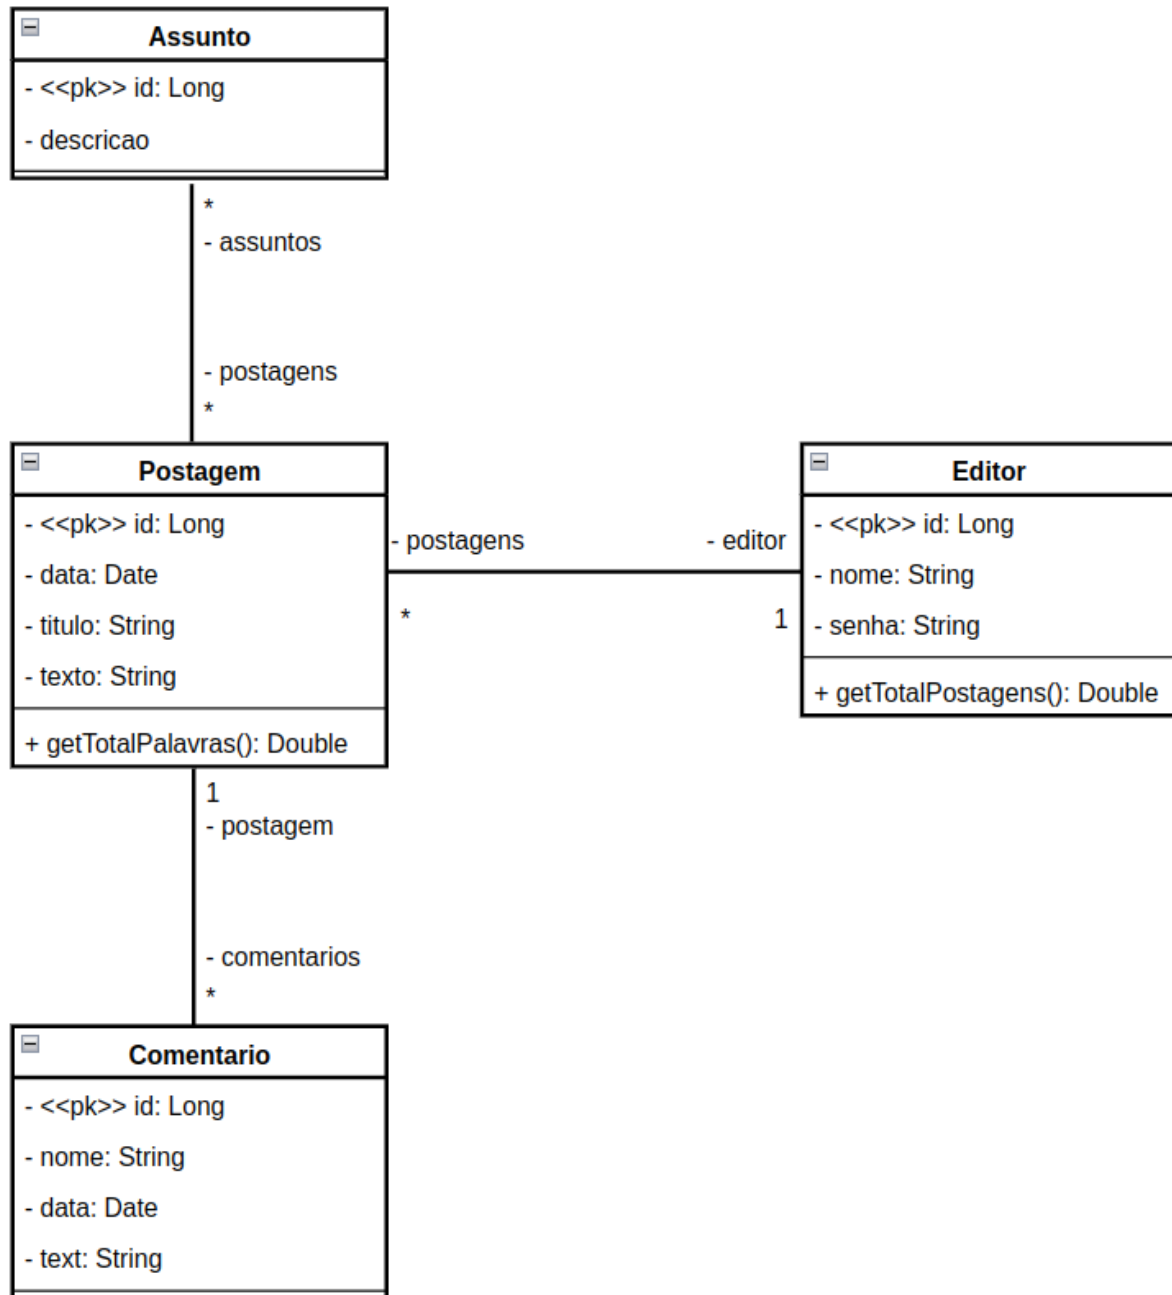 Assunto
- <<pk>> id: Long
- descricao
*
- assuntos
- postagens
*
Postagem
- <<pk>> id: Long
- data: Date
- titulo: String
- texto: String
+ getTotalPalavras(): Double
- postagens
- editor
*
1
Editor
- <<pk>> id: Long
- nome: String
- senha: String
+ getTotalPostagens(): Double
1
- postagem
- comentarios
*
Comentario
- <<pk>> id: Long
- nome: String
- data: Date
- text: String